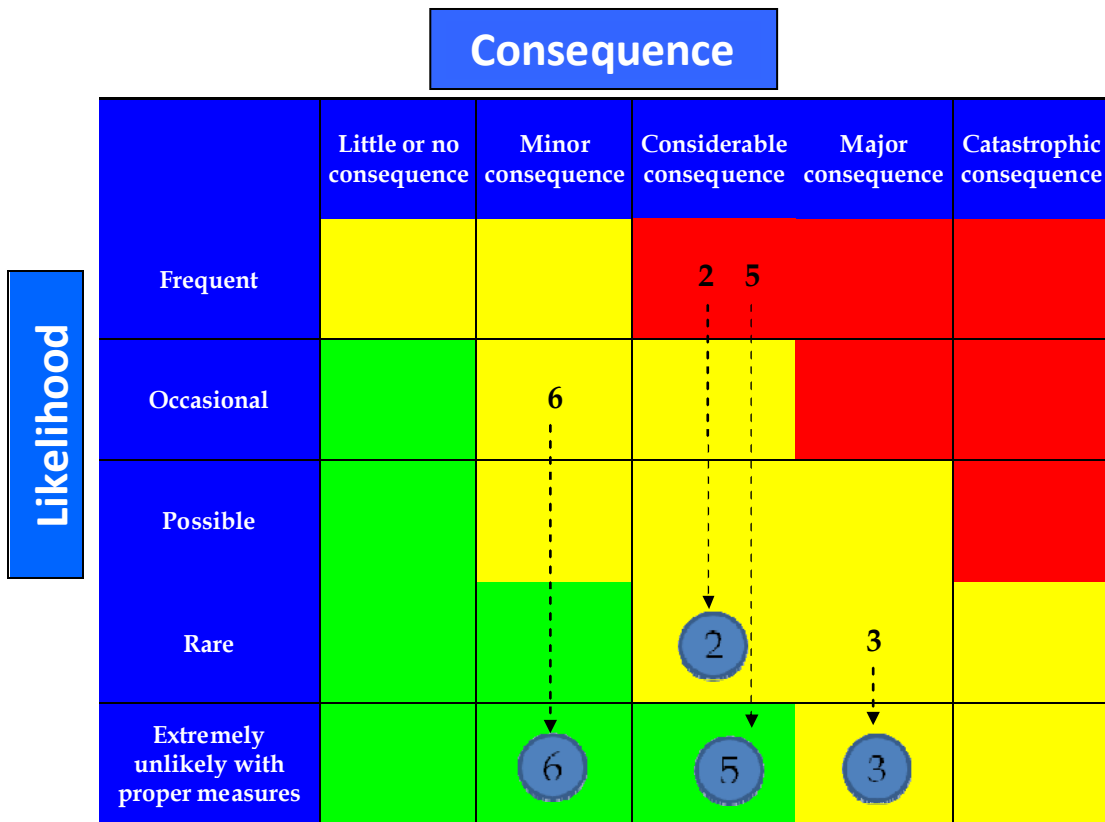 Consequence
Little or no
consequence
Minor
consequence
Considerable
consequence
Major
consequence
Catastrophic
consequence
Likelihood
Frequent
2 5
Occasional
6
Possible
Rare
2
3
Extremely
unlikely with
proper measures
6
5
3